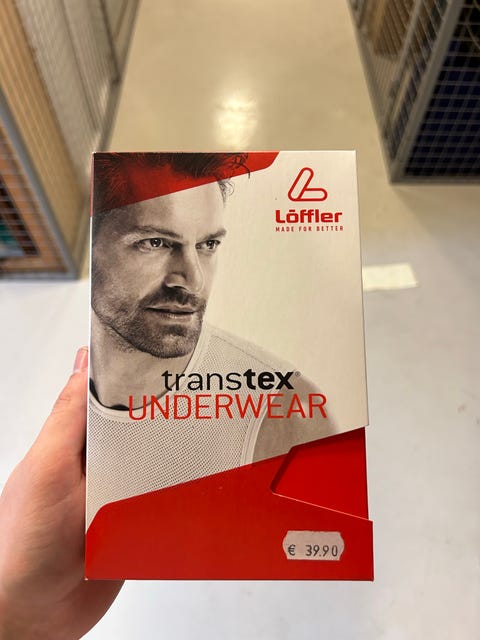 Löffler
MADE FOR BETTER
transtex®
UNDERWEAR
€ 39.90